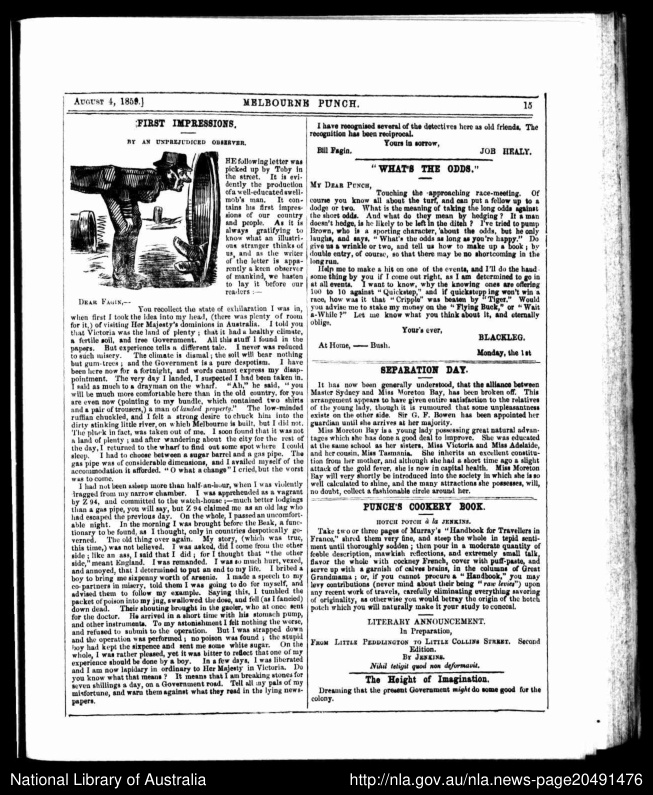 AUGUST 4, 1859.]
MELBOURNE PUNCH.
15
FIRST IMPRESSIONS.
BY AN UNPREJUDICED OBSERVER.
HE following letter was
picked up by Toby in
the street. It is evi-
dently the production
of a well-educated swell-
mob's man. It con-
tains his first impres-
sions of our country
and people. As it is
always gratifying to
know what an illustri-
ous stranger thinks of
us, and as the writer
of the letter is appa-
rently a keen observer
of mankind, we hasten
to lay it before our
readers :—
DEAR FAGIN,—
You recollect the state of exhilaration I was in,
when first I took the idea into my head, (there was plenty of room
for it,) of visiting Her Majesty's dominions in Australia. I told you
that Victoria was the land of plenty ; that it had a healthy climate,
a fertile soil, and free Government. All this stuff I found in the
papers. But experience tells a different tale. I never was reduced
to such misery. The climate is dismal ; the soil will bear nothing
but gum-trees ; and the Government is a pure despotism. I have
been here now for a fortnight, and words cannot express my disap-
pointment. The very day I landed, I suspected I had been taken in.
I said as much to a drayman on the wharf. "Ah," he said, "you
will be much more comfortable here than in the old country, for you
are even now (pointing to my bundle, which contained two shirts
and a pair of trousers,) a man of landed property." The low-minded
ruffian chuckled, and I felt a strong desire to chuck him into the
dirty stinking little river, on which Melbourne is built, but I did not.
The pluck in fact, was taken out of me. I soon found that it was not
a land of plenty ; and after wandering about the city for the rest of
the day, I returned to the wharf to find out some spot where I could
sleep. I had to choose between a sugar barrel and a gas pipe. The
gas pipe was of considerable dimensions, and I availed myself of the
accommodation it afforded. "O what a change" I cried, but the worst
was to come.
I had not been asleep more than half-an-hour, when I was violently
dragged from my narrow chamber. I was apprehended as a vagrant
by Z 94, and committed to the watch-house ;—much better lodgings
than a gas pipe, you will say, but Z 94 claimed me as an old lag who
had escaped the previous day. On the whole, I passed an uncomfort-
able night. In the morning I was brought before the Beak, a func-
tionary to be found, as I thought, only in countries despotically go-
verned. The old thing over again. My story, (which was true,
this time,) was not believed. I was asked, did I come from the other
side ; like an ass, I said that I did ; for I thought that "the other
side," meant England. I was remanded. I was so much hurt, vexed,
and annoyed, that I determined to put an end to my life. I bribed a
boy to bring me sixpenny worth of arsenic. I made a speech to my
co-partners in misery, told them I was going to do for myself, and
advised them to follow my example. Saying this, I tumbled the
packet of poison into my jug, swallowed the dose, and fell (as I fancied)
down dead. Their shouting brought in the gaoler, who at once sent
for the doctor. He arrived in a short time with his stomach pump,
and other instruments. To my astonishment I felt nothing the worse,
and refused to submit to the operation. But I was strapped down
and the operation was performed ; no poison was found ; the stupid
boy had kept the sixpence and sent me some white sugar. On the
whole, I was rather pleased, yet it was bitter to reflect that one of my
experience should be done by a boy. In a few days, I was liberated
and I am now lapidary in ordinary to Her Majesty in Victoria. Do
you know what that means ? It means that I am breaking stones for
seven shillings a day, on a Government road. Tell all my pals of my
misfortune, and warn them against what they read in the lying news-
papers.
I have recognised several of the detectives here as old friends. The
recognition has been reciprocal.
Yours in sorrow,
Bill Fagin. JOB HEALY.
"WHAT'S THE ODDS."
MY DEAR PUNCH,
Touching the approaching race-meeting. Of
course you know all about the turf, and can put a fellow up to a
dodge or two. What is the meaning of taking the long odds against
the short odds. And what do they mean by hedging ? If a man
doesn't hedge, is he likely to be left in the ditch ? I've tried to pump
Brown, who is a sporting character, about the odds, but he only
laughs, and says, "What's the odds as long as you're happy." Do
give us a wrinkle or two, and tell us how to make up a book ; by
double entry, of course, so that there may be no shortcoming in the
long run.
Help me to make a hit on one of the events, and I'll do the hand-
some thing by you if I come out right, as I am determined to go in
at all events. I want to know, why the knowing ones are offering
100 to 10 against "Quickstep," and if quickstepping won't win a
race, how was it that "Cripple" was beaten by "Tiger." Would
you advise me to stake my money on the "Flying Buck," or "Wait
a-While ?" Let me know what you think about it, and eternally
oblige.
Your's ever,
BLACKLEG.
At Home, — Bush.
Monday, the 1st
SEPARATION DAY.
It has now been generally understood, that the alliance between
Master Sydney and Miss Moreton Bay, has been broken off. This
arrangement appears to have given entire satisfaction to the relatives
of the young lady, though it is rumoured that some unpleasantness
exists on the other side. Sir G. F. Bowen has been appointed her
guardian until she arrives at her majority.
Miss Moreton Bay is a young lady possessing great natural advan-
tages which she has done a good deal to improve. She was educated
at the same school as her sisters, Miss Victoria and Miss Adelaide,
and her cousin, Miss Tasmania. She inherits an excellent constitu-
tion from her mother, and although she had a short time ago a slight
attack of the gold fever, she is now in capital health. Miss Moreton
Bay will very shortly be introduced into the society in which she is so
well calculated to shine, and the many attractions she possesses, will,
no doubt, collect a fashionable circle around her.
PUNCH'S COOKERY BOOK.
HOTCH POTCH à la JENKINS.
Take two or three pages of Murray's "Handbook for Travellers in
France," shred them very fine, and steep the whole in tepid senti-
ment until thoroughly sodden ; then pour in a moderate quantity of
feeble description, mawkish reflections, and extremely small talk,
flavor the whole with cockney French, cover with puff-paste, and
serve up with a garnish of calves brains, in the columns of Great
Grandmama ; or, if you cannot procure a "Handbook," you may
levy contributions (never mind about their being "run levies") upon
any recent work of travels, carefully eliminating everything savoring
of originality, as otherwise you would betray the origin of the hotch
potch which you will naturally make it your study to conceal.
LITERARY ANNOUNCEMENT.
In Preparation,
FROM LITTLE PEDDLINGTON TO LITTLE COLLINS STREET. Second
Edition.
BY JENKINS.
Nihil tetigit quod non deformavit.
The Height of Imagination.
Dreaming that the present Government might do some good for the
colony.
National Library of Australia
http://nla.gov.au/nla.news-page20491476